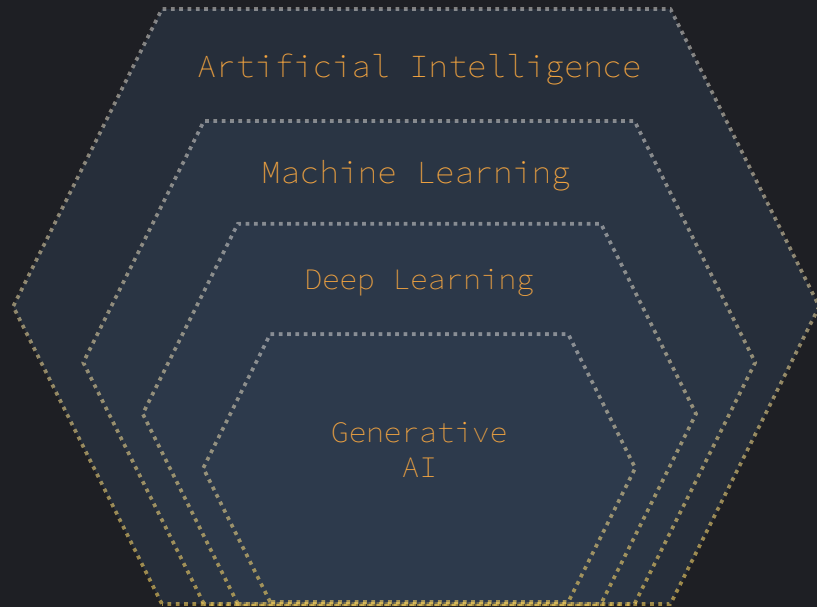 Artificial Intelligence
Machine Learning
Deep Learning
Generative
AI